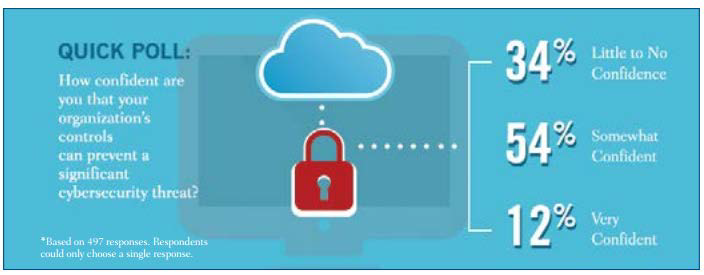 QUICK POLL:
How confident are
you that your
organization's
controls
can prevent a
significant
cybersecurity threat?
*Based on 497 responses. Respondents
could only choose a single response.
34% Little to No
Confidence
54% Somewhat
Confident
12% Very
Confident